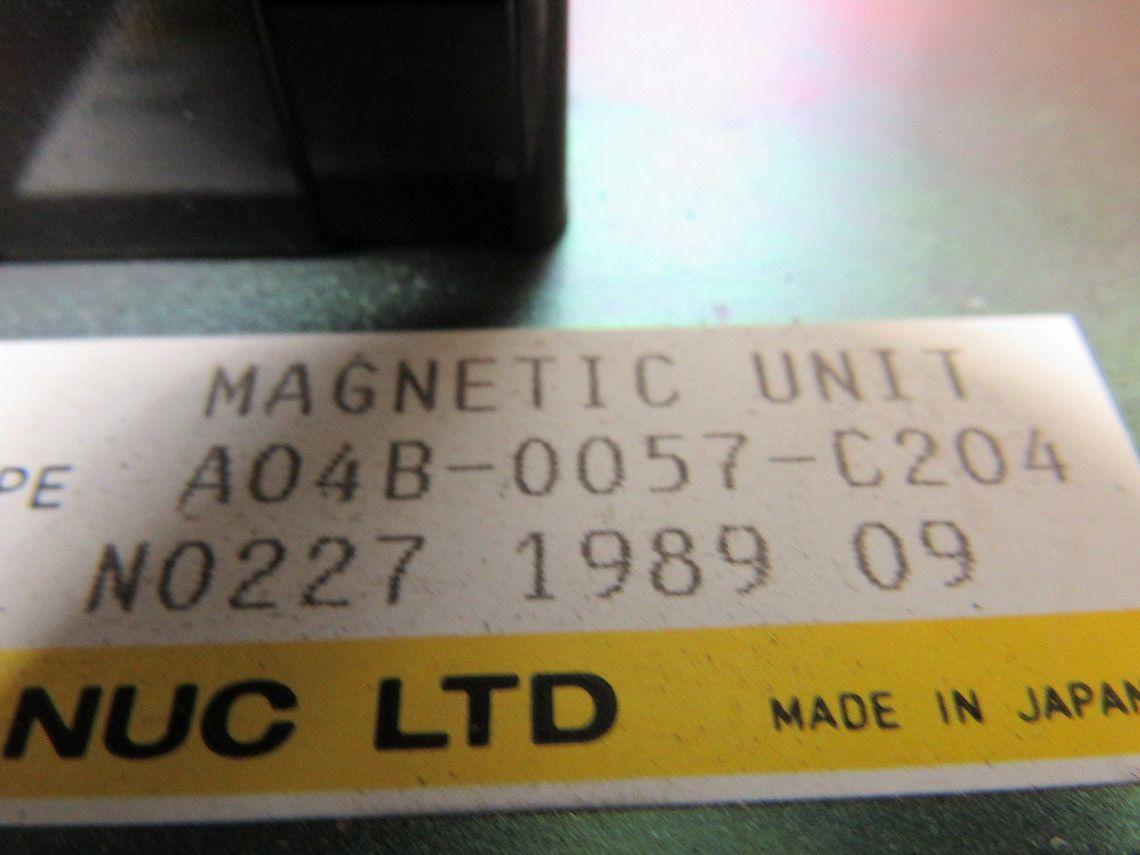 MAGNETIC UNIT
PE A04B-0057-C204
N0227 1989 09
NUC LTD MADE IN JAPAN